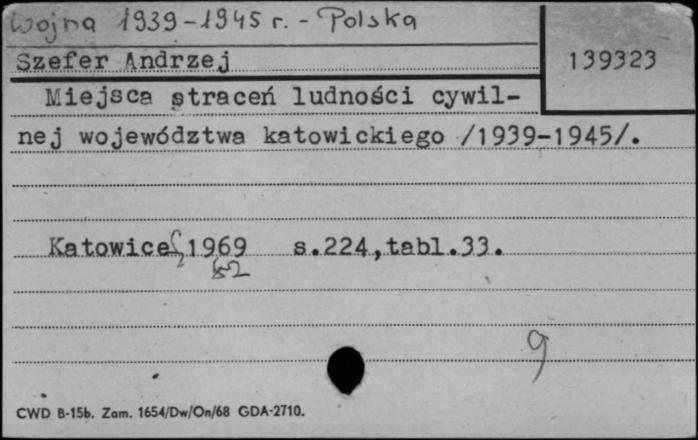 Wojna 1939-1945 r. - Polska
Szefer Andrzej
139323
Miejsca straceń ludności cywil-
nej województwa katowickiego /1939-1945/.
Katowice 1969 s.224,tabl.33.
9
CWD B-15b. Zam. 1654/Dw/On/68 GDA-2710.